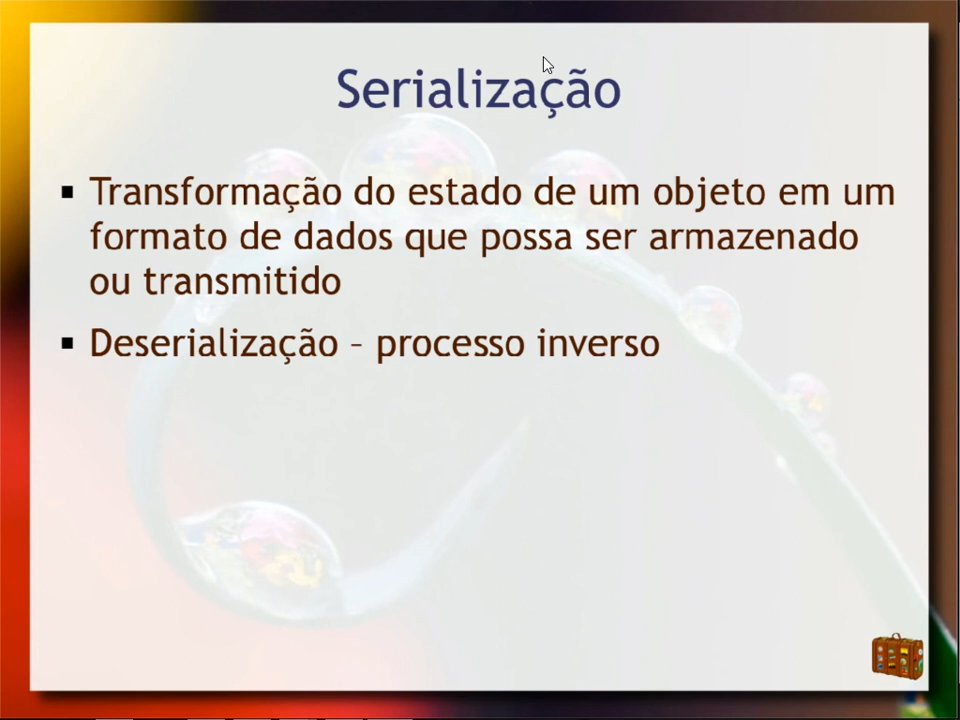 Serialização
▪ Transformação do estado de um objeto em um
formato de dados que possa ser armazenado
ou transmitido
▪ Deserialização – processo inverso